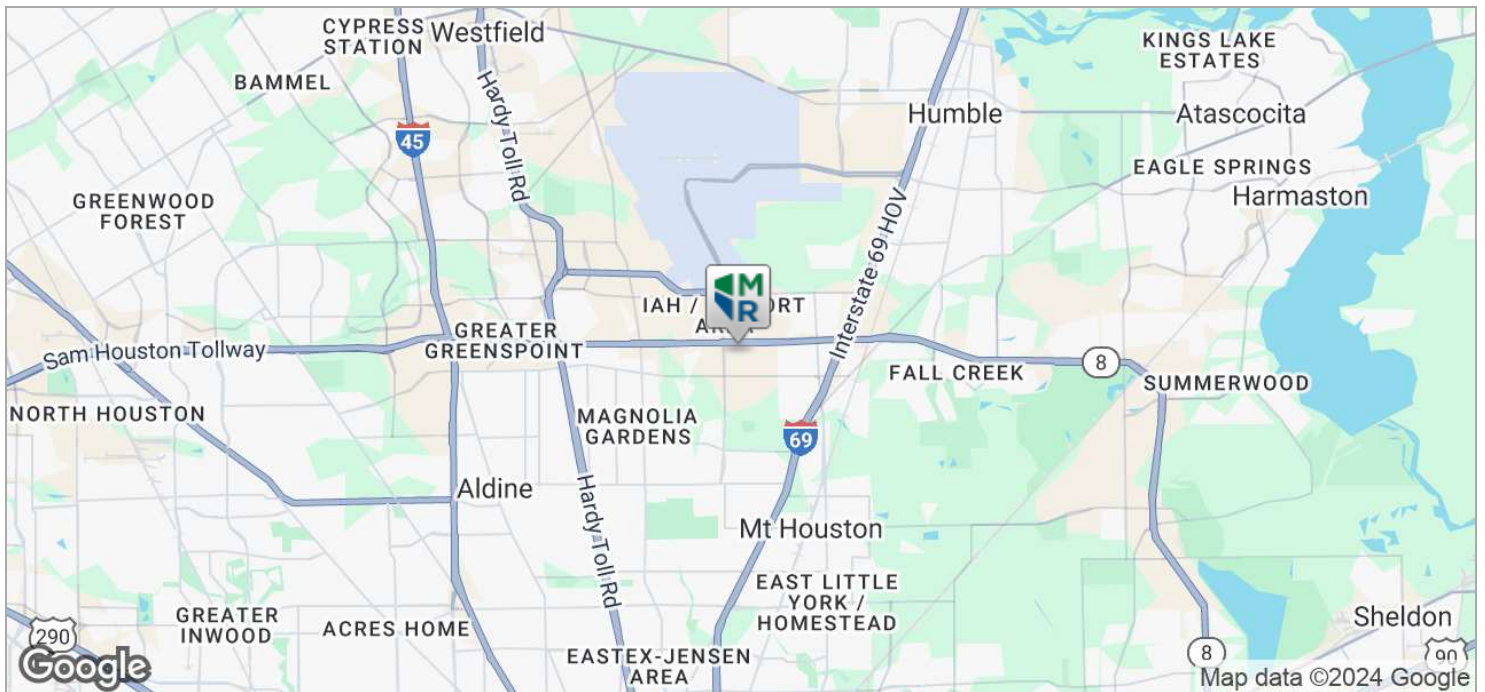 CYPRESS
STATION
Westfield
KINGS LAKE
ESTATES
BAMMEL
Hardy Toll Rd
Humble
Atascocita
45
EAGLE SPRINGS
GREENWOOD
FOREST
Harmaston
Interstate 69 HOV
M
R
IAH /
GREATER
GREENSPOINT
Sam Houston Tollway
8
FALL CREEK
SUMMERWOOD
NORTH HOUSTON
MAGNOLIA
GARDENS
69
Aldine
Hardy Toll Rd
Mt Houston
EAST LITTLE
YORK /
HOMESTEAD
GREATER
INWOOD
ACRES HOME
Sheldon
290
8
90
EASTEX-JENSEN
AREA
Google
Map data ©2024 Google